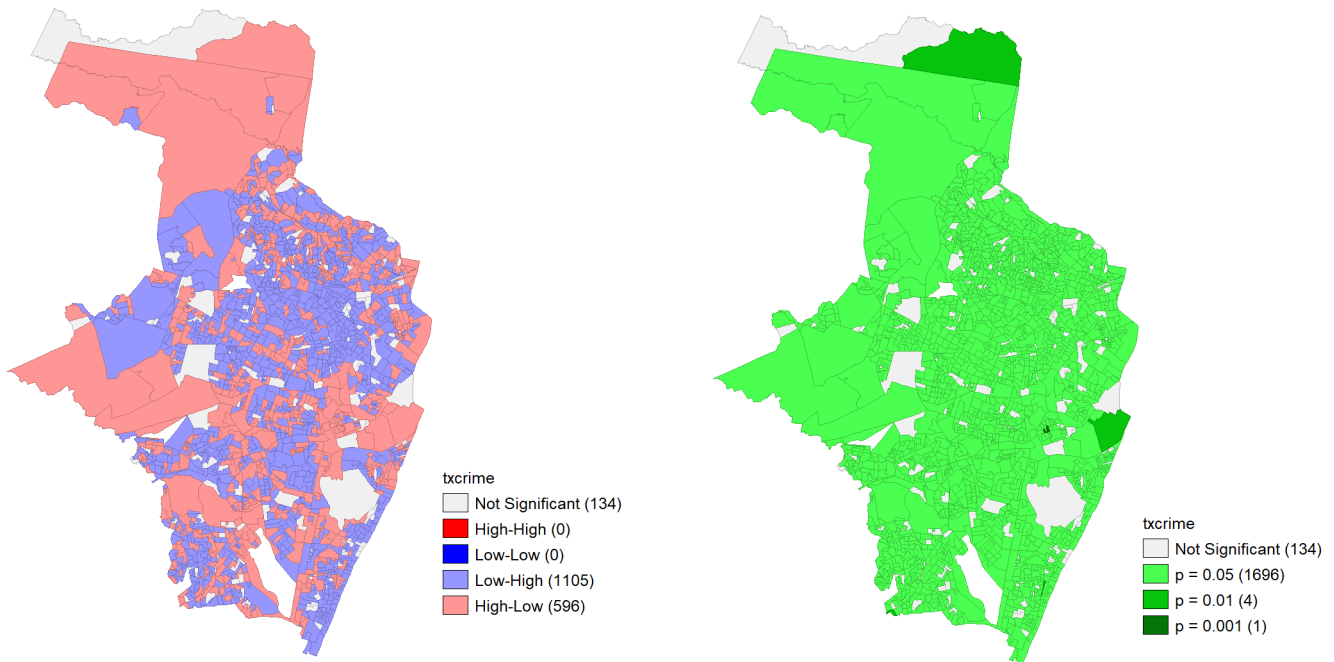 txcrime
Not Significant (134)
High-High (0)
Low-Low (0)
Low-High (1105)
High-Low (596)
txcrime
Not Significant (134)
p = 0.05 (1696)
p = 0.01 (4)
p = 0.001 (1)